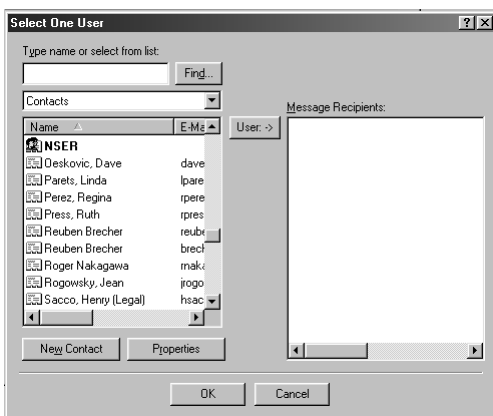 Select One User
Type name or select from list:
Find...
Contacts
Message Recipients:
Name E-Ma
User: ->
NSER
Oeskovic, Dave dave
Parets, Linda lpare
Perez, Regina rpere
Press, Ruth rpres
Reuben Brecher reube
Reuben Brecher brech
Roger Nakagawa rnaka
Rogowsky, Jean jrogo
Sacco, Henry (Legal) hsac
New Contact Properties
OK Cancel